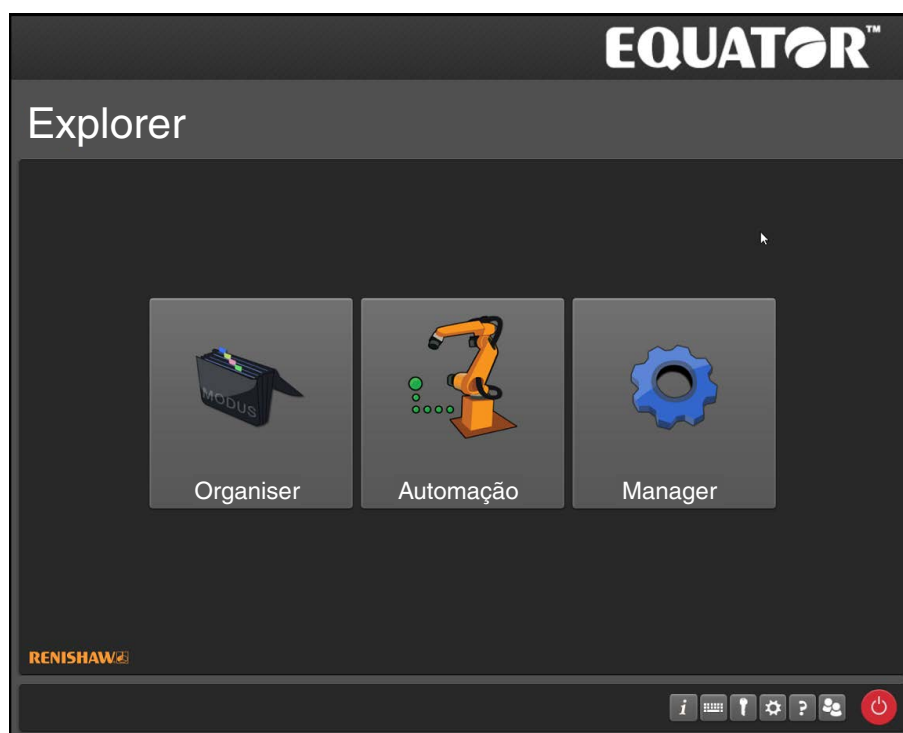 EQUATOR™
Explorer
MODUS
Organiser
Automação
Manager
RENISHAW
i
?